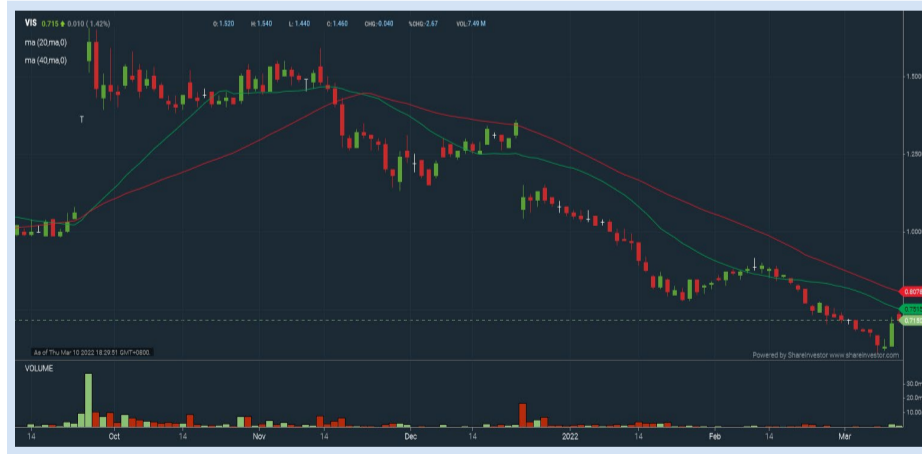 VIS 0.715 0.010 ( 1.42%) O: 1.520 H: 1.540 L: 1.440 C: 1.460 CHG:-0.040 %CHG:-2.67 VOL:7.49 M
ma (20,ma,0)
ma (40,ma,0)
T
1.500
1.250
1.000
0.8078
As of Thu Mar 10 2022 18:29:51 GMT+0800.
Powered by ShareInvestor www.shareinvestor.com
VOLUME
30.0m
20.0m
10.00
14 Oct 14 Nov 14 Dec 14 2022 14 Feb 14 Mar